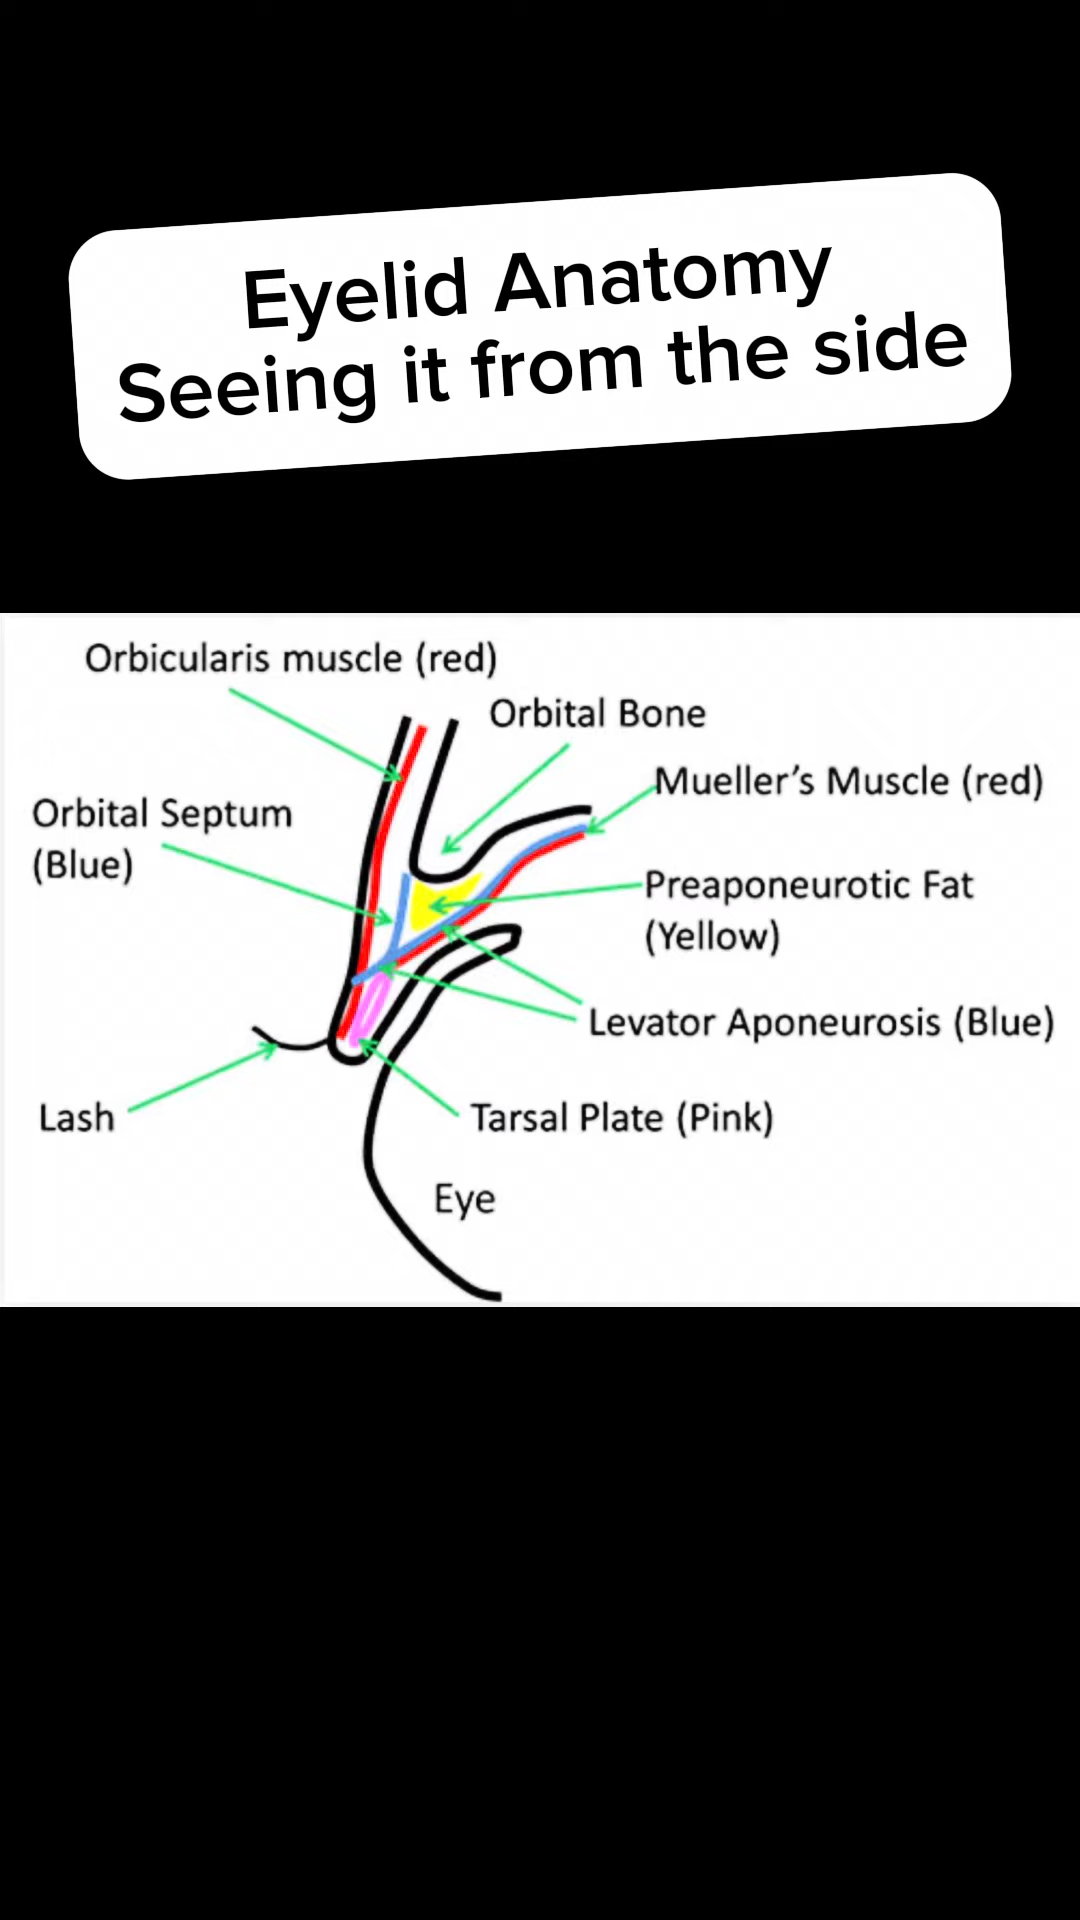 Eyelid Anatomy
Seeing it from the side
Orbicularis muscle (red)
Orbital Bone
Mueller’s Muscle (red)
Orbital Septum
(Blue)
Preaponeurotic Fat
(Yellow)
Levator Aponeurosis (Blue)
Lash
Tarsal Plate (Pink)
Eye